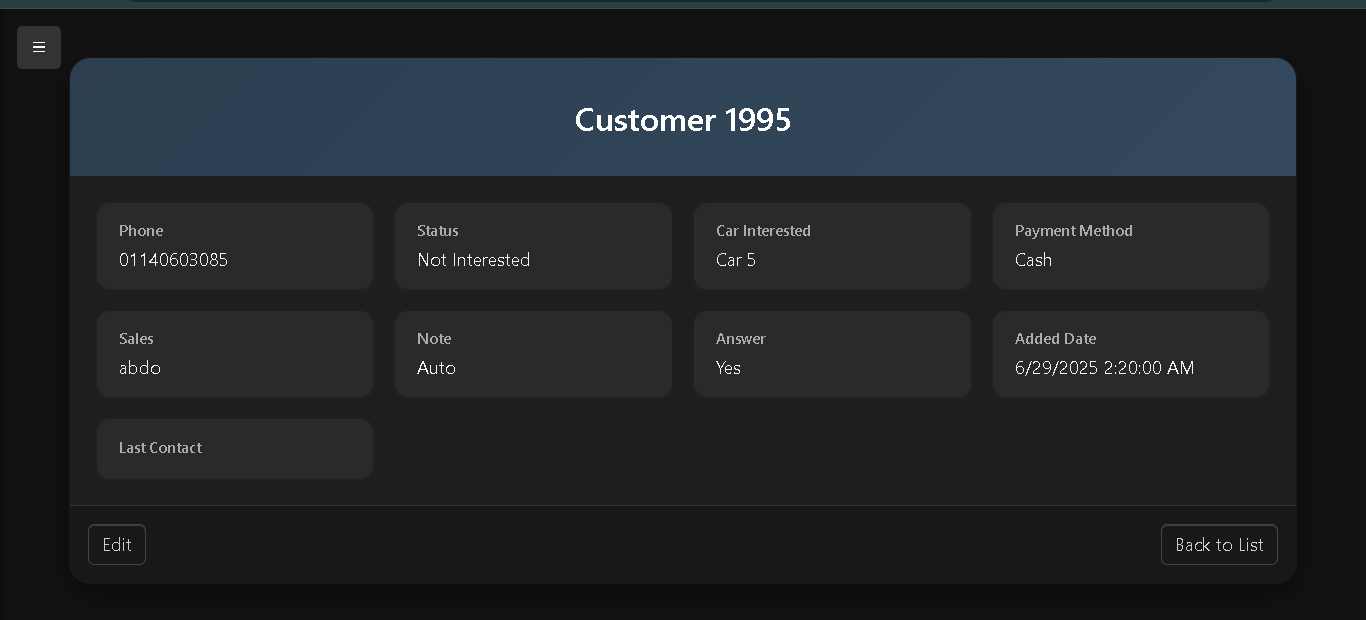 ☰
Customer 1995
Phone
01140603085
Status
Not Interested
Car Interested
Car 5
Payment Method
Cash
Sales
abdo
Note
Auto
Answer
Yes
Added Date
6/29/2025 2:20:00 AM
Last Contact
Edit
Back to List